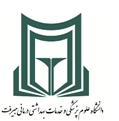 دانشگاه علوم پزشکی و خدمات بهداشتی درمانی جیرفت